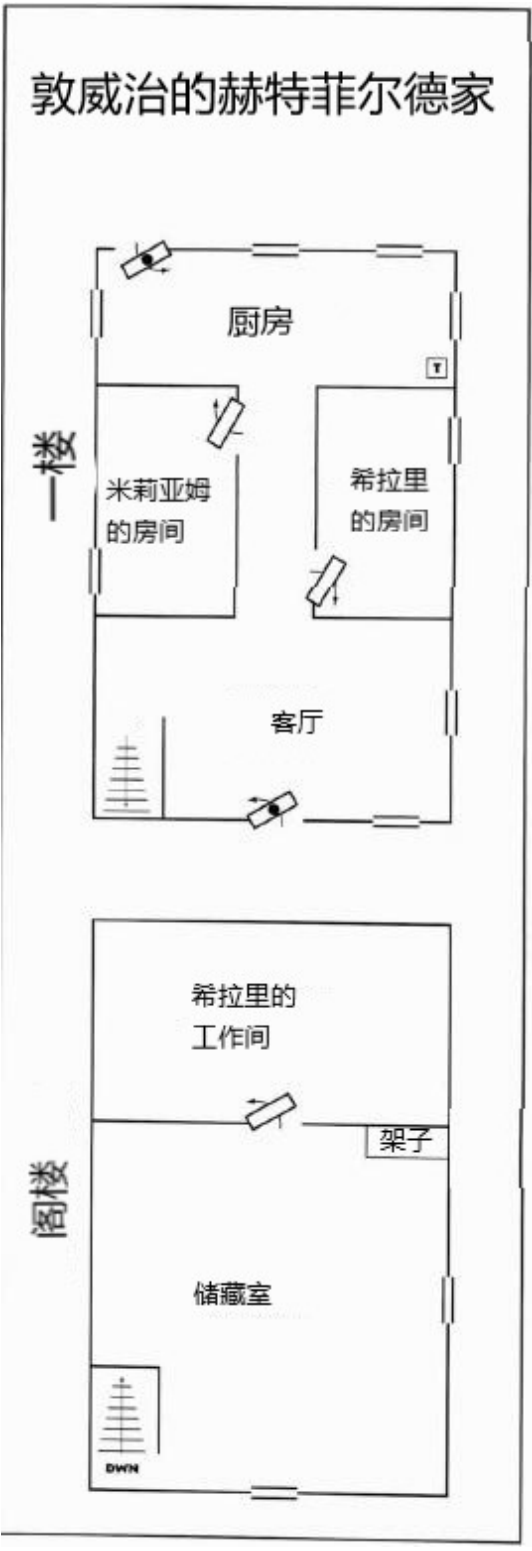 敦威治的赫特菲尔德家
一楼
厨房
T
米莉亚姆
的房间
希拉里
的房间
客厅
阁楼
希拉里的
工作间
架子
储藏室
DWN